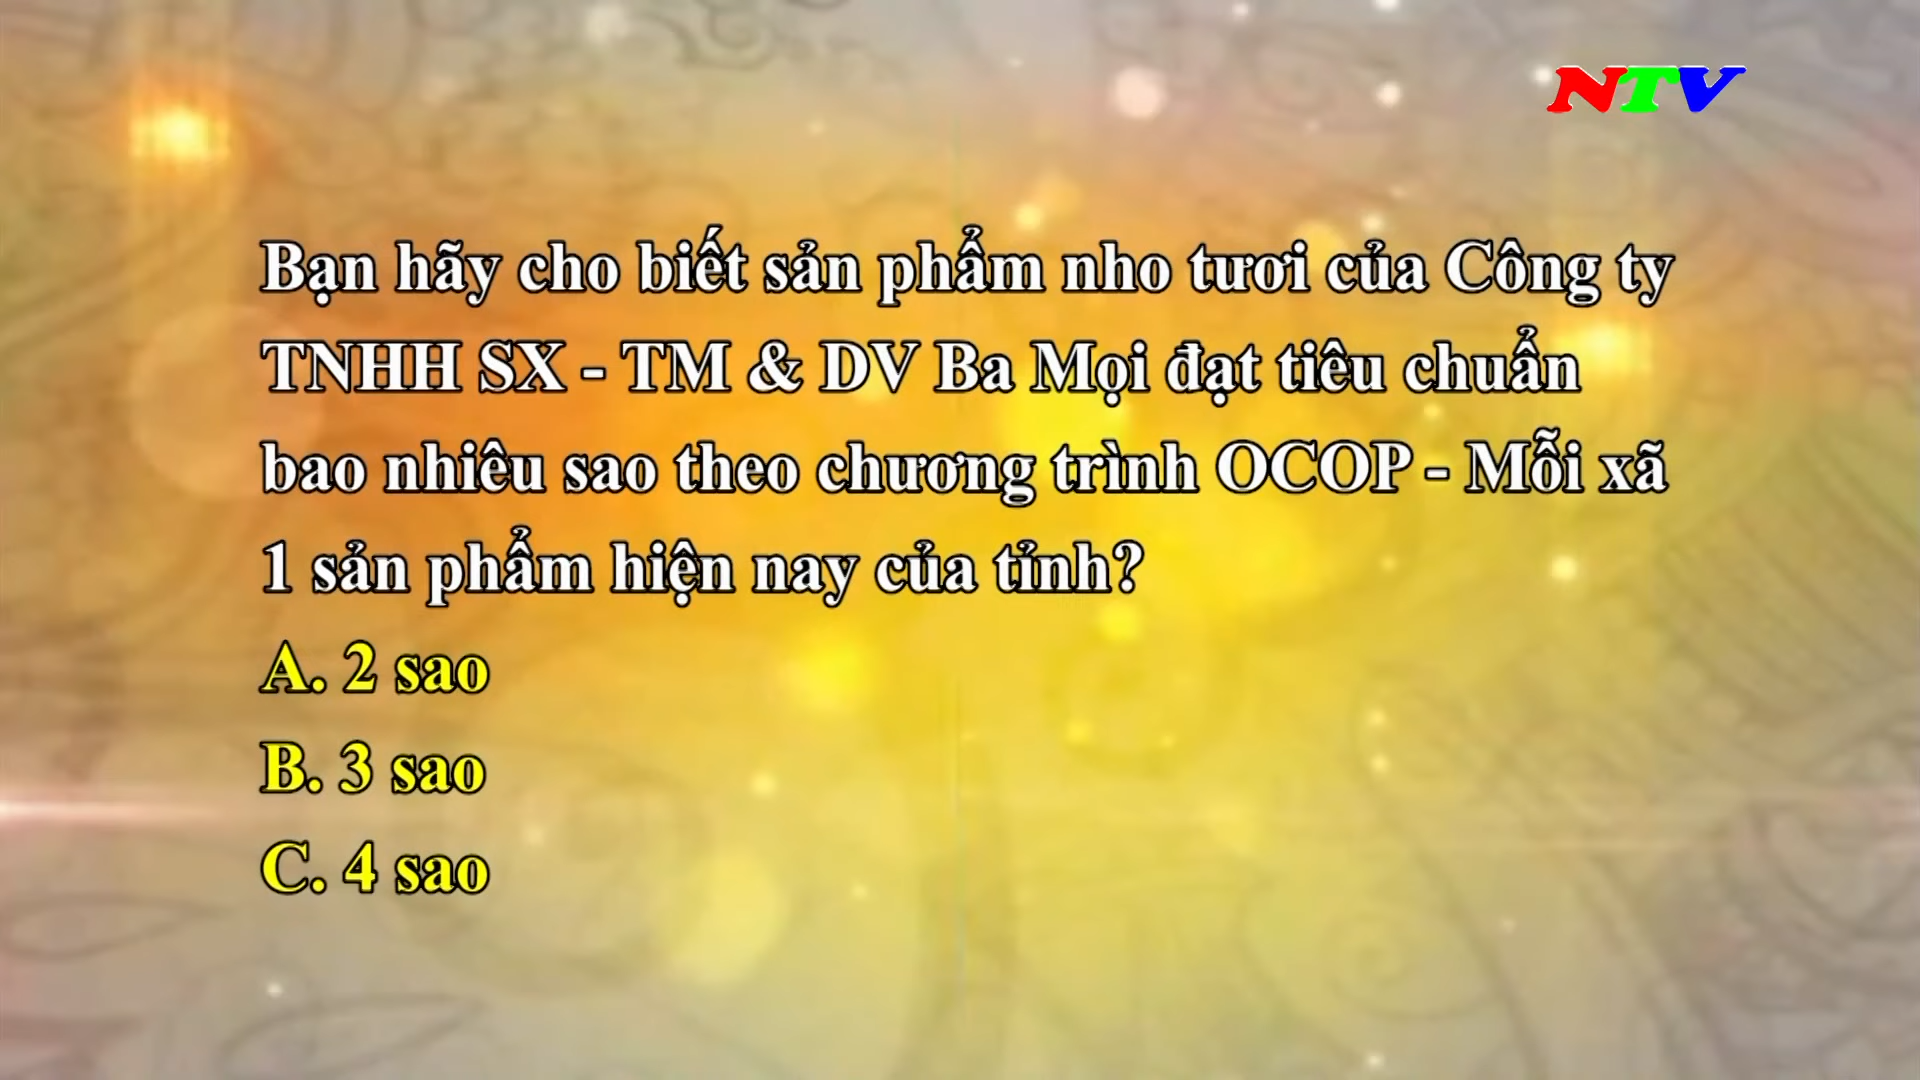 NTV
Bạn hãy cho biết sản phẩm nho tươi của Công ty
TNHH SX - TM & DV Ba Mọi đạt tiêu chuẩn
bao nhiêu sao theo chương trình OCOP - Mỗi xã
1 sản phẩm hiện nay của tỉnh?
A. 2 sao
B. 3 sao
C. 4 sao